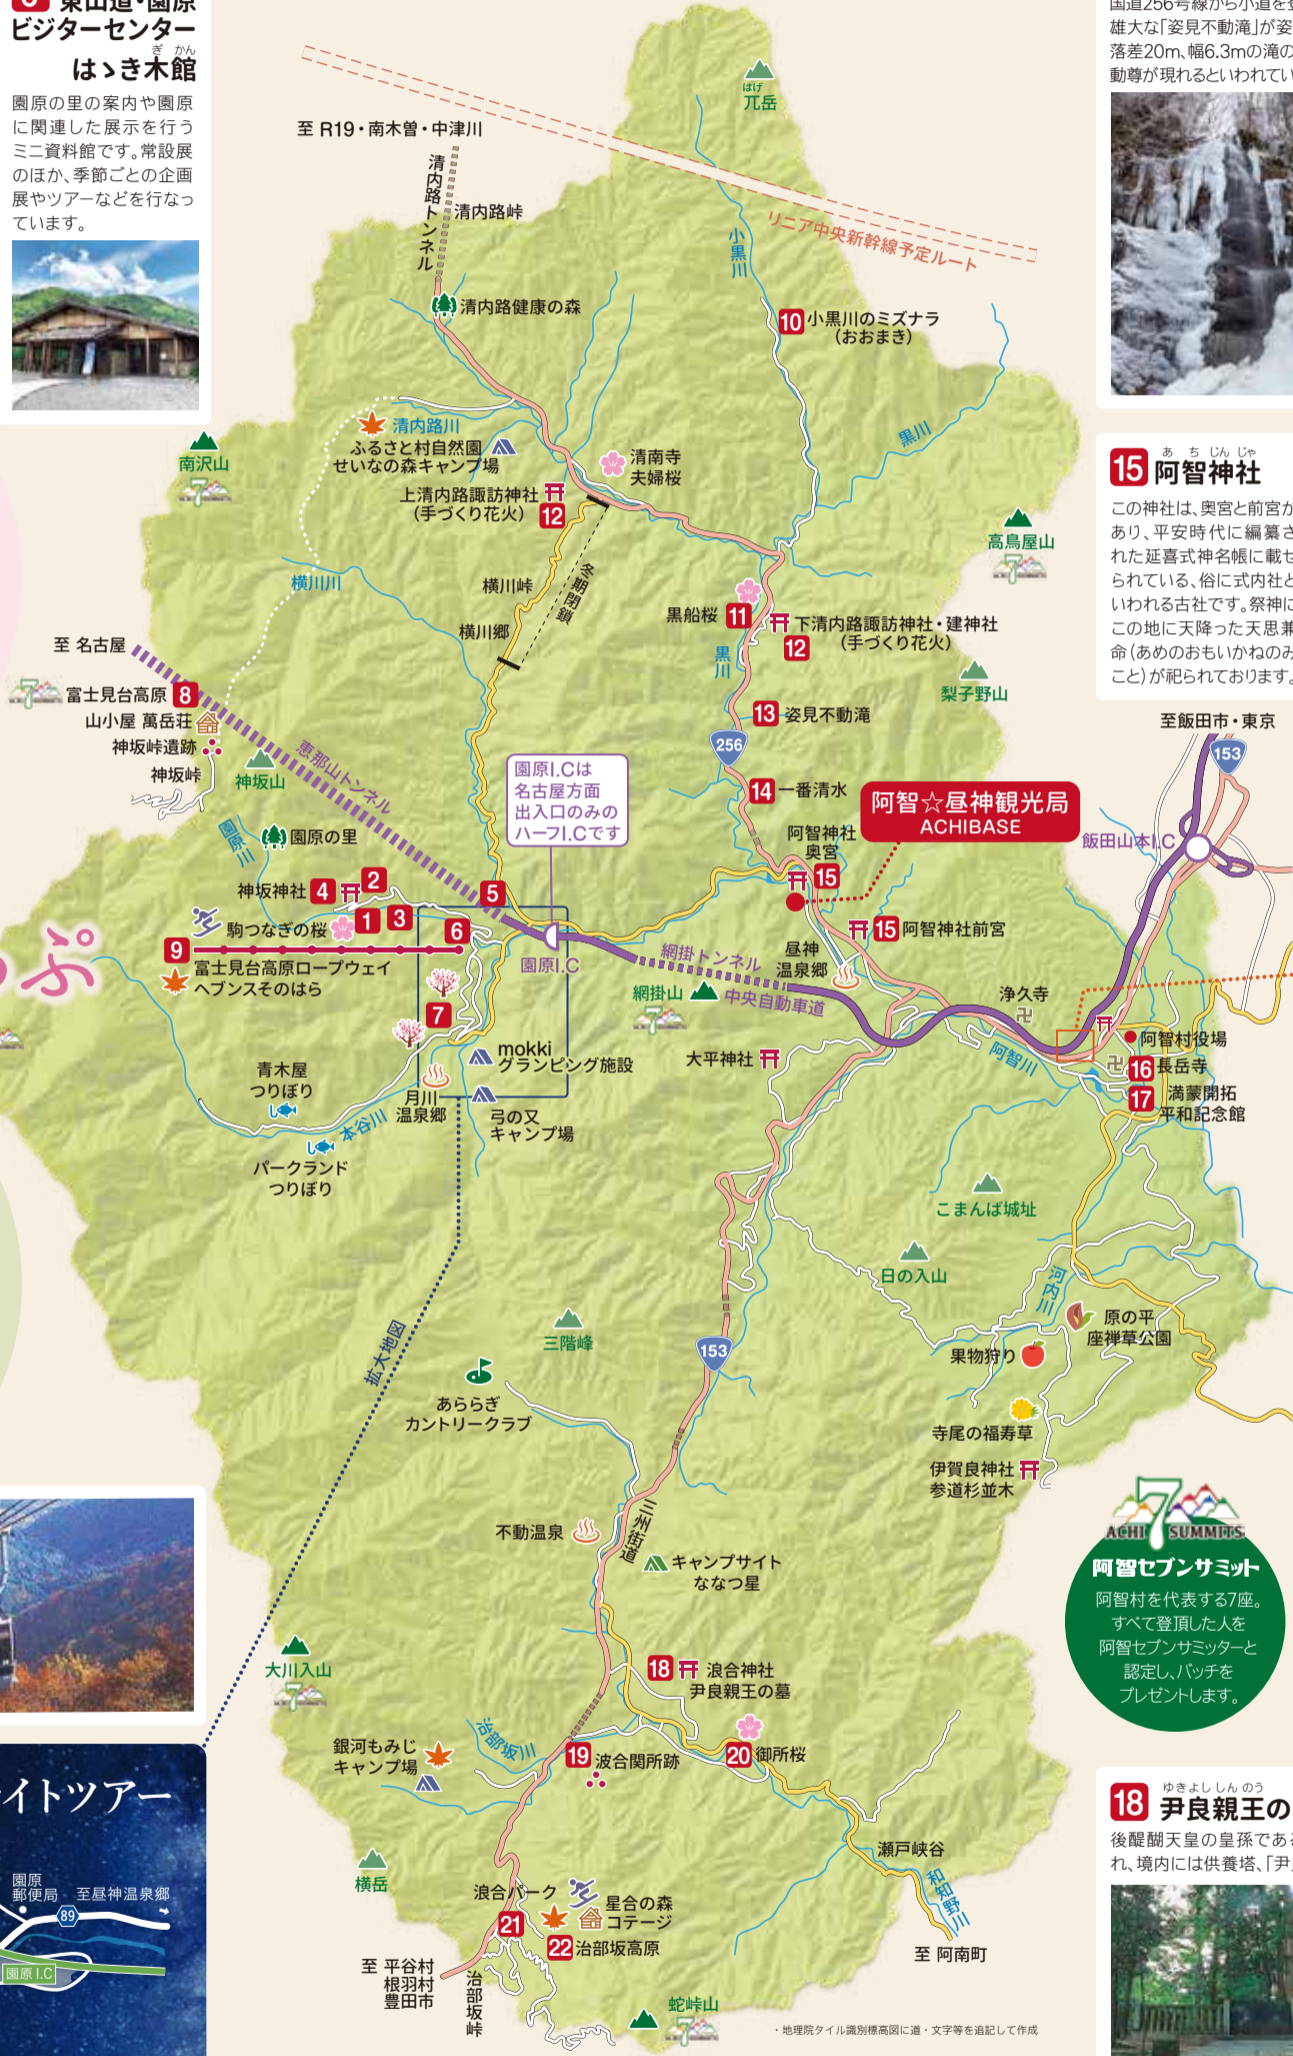 東山道・園原
ビジターセンター
ぎ かん
はゝき木館
園原の里の案内や園原
に関連した展示を行う
ミニ資料館です。常設展
のほか、季節ごとの企画
展やツアーなどを行なっ
ています。
国道256号線から小道を
雄大な「姿見不動滝」が姿
落差20m、幅6.3mの滝の
動尊が現れるといわれてい
15 阿智神社
あ ち じん じゃ
この神社は、奥宮と前宮が
あり、平安時代に編纂さ
れた延喜式神名帳に載せ
られている、俗に式内社と
いわれる古社です。祭神に
この地に天降った天思兼
命(あめのおもいかねのみ
こと)が祀られております。
はげ
兀岳
至 R19・南木曽・中津川
清内路トンネル
清内路峠
リニア中央新幹線予定ルート
小黒川
清内路健康の森
10 小黒川のミズナラ
(おおまき)
黒川
清内路川
ふるさと村自然園
せいなの森キャンプ場
南沢山
7
清南寺
夫婦桜
上清内路諏訪神社
(手づくり花火)
12
高鳥屋山
7
横川川
横川峠
冬期閉鎖
横川郷
黒船桜 11
下清内路諏訪神社・建神社
12 (手づくり花火)
黒川
梨子野山
至 名古屋
7 富士見台高原 8
山小屋 萬岳荘
神坂峠遺跡
神坂峠
神坂山
恵那山トンネル
13 姿見不動滝
256
14 一番清水
至飯田市・東京
153
園原I.Cは
名古屋方面
出入口のみの
ハーフI.Cです
阿智☆昼神観光局
ACHIBASE
飯田山本I.C
園原川
園原の里
阿智神社
奥宮
15
神坂神社 4 2
5
1 3
駒つなぎの桜
6
9
富士見台高原ロープウェイ
ヘブンスそのはら
園原I.C
網掛トンネル
中央自動車道
網掛山
7
15 阿智神社前宮
昼神
温泉郷
浄久寺
っぷ
7
大平神社
阿智川
阿智村役場
16 長岳寺
17 満蒙開拓
平和記念館
mokki
グランピング施設
青木屋
つりぼり
月川
温泉郷
弓の又
キャンプ場
本谷川
パークランド
つりぼり
こまんば城址
日の入山
河内川
原の平
座禅草公園
果物狩り
拡大地図
三階峰
153
あららぎ
カントリークラブ
寺尾の福寿草
伊賀良神社
参道杉並木
ACHI 7 SUMMITS
阿智セブンサミット
阿智村を代表する7座。
すべて登頂した人を
阿智セブンサミッターと
認定し、バッチを
プレゼントします。
不動温泉
三州街道
キャンプサイト
ななつ星
大川入山
7
18 浪合神社
尹良親王の墓
治部坂川
銀河もみじ
キャンプ場
19 波合関所跡
20 御所桜
イトツアー
園原
郵便局
至昼神温泉郷
89
園原I.C
横岳
瀬戸峡谷
和知野川
至 阿南町
浪合パーク
21
星合の森
コテージ
22 治部坂高原
至 平谷村
根羽村
豊田市
治部坂峠
蛇峠山
7
・地理院タイル識別標高図に道・文字等を追記して作成
ゆきよし しん のう
18 尹良親王の
後醍醐天皇の皇孫である
れ、境内には供養塔、「尹